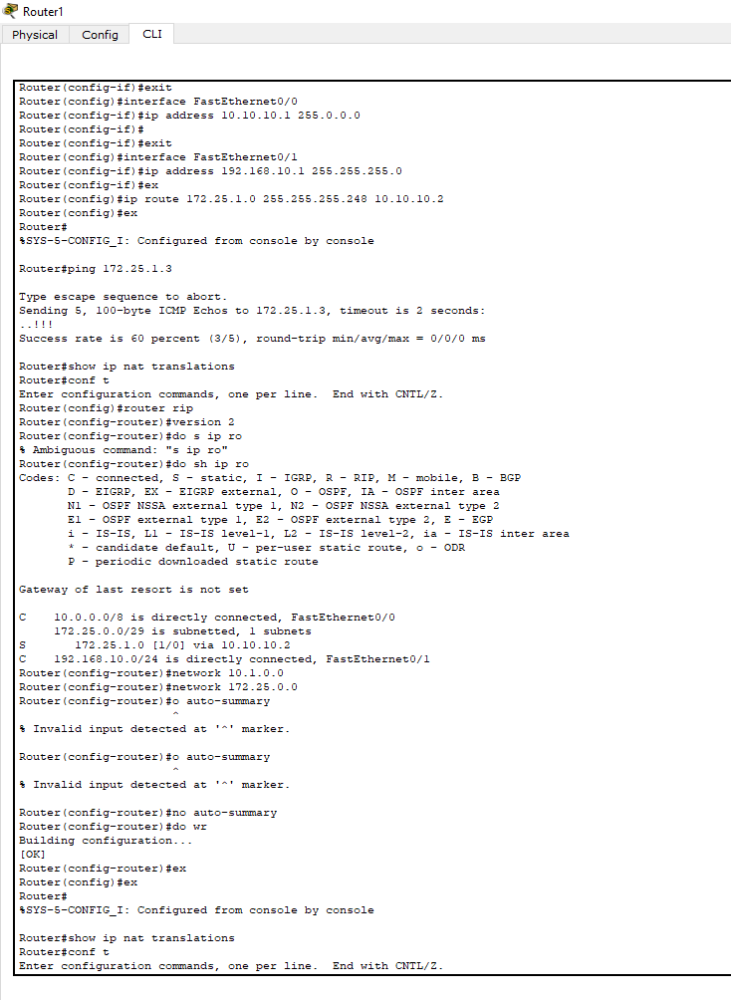 Router1
Physical Config CLI
Router(config-if)#exit
Router(config)#interface FastEthernet0/0
Router(config-if)#ip address 10.10.10.1 255.0.0.0
Router(config-if)#
Router(config-if)#exit
Router(config)#interface FastEthernet0/1
Router(config-if)#ip address 192.168.10.1 255.255.255.0
Router(config-if)#ex
Router(config)#ip route 172.25.1.0 255.255.255.248 10.10.10.2
Router(config)#ex
Router#
%SYS-5-CONFIG_I: Configured from console by console

Router#ping 172.25.1.3

Type escape sequence to abort.
Sending 5, 100-byte ICMP Echos to 172.25.1.3, timeout is 2 seconds:
..!!!
Success rate is 60 percent (3/5), round-trip min/avg/max = 0/0/0 ms

Router#show ip nat translations
Router#conf t
Enter configuration commands, one per line.  End with CNTL/Z.
Router(config)#router rip
Router(config-router)#version 2
Router(config-router)#do s ip ro
% Ambiguous command: "s ip ro"
Router(config-router)#do sh ip ro
Codes: C - connected, S - static, I - IGRP, R - RIP, M - mobile, B - BGP
       D - EIGRP, EX - EIGRP external, O - OSPF, IA - OSPF inter area
       N1 - OSPF NSSA external type 1, N2 - OSPF NSSA external type 2
       E1 - OSPF external type 1, E2 - OSPF external type 2, E - EGP
       i - IS-IS, L1 - IS-IS level-1, L2 - IS-IS level-2, ia - IS-IS inter area
       * - candidate default, U - per-user static route, o - ODR
       P - periodic downloaded static route

Gateway of last resort is not set

C    10.0.0.0/8 is directly connected, FastEthernet0/0
     172.25.0.0/29 is subnetted, 1 subnets
S       172.25.1.0 [1/0] via 10.10.10.2
C    192.168.10.0/24 is directly connected, FastEthernet0/1
Router(config-router)#network 10.1.0.0
Router(config-router)#network 172.25.0.0
Router(config-router)#o auto-summary
                      ^
% Invalid input detected at '^' marker.

Router(config-router)#o auto-summary
                      ^
% Invalid input detected at '^' marker.

Router(config-router)#no auto-summary
Router(config-router)#do wr
Building configuration...
[OK]
Router(config-router)#ex
Router(config)#ex
Router#
%SYS-5-CONFIG_I: Configured from console by console

Router#show ip nat translations
Router#conf t
Enter configuration commands, one per line.  End with CNTL/Z.